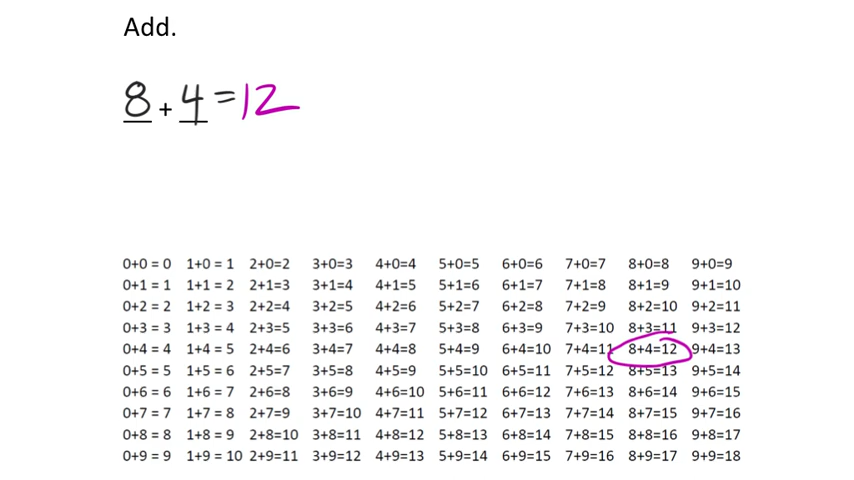 Add.
8 + 4 = 12
0+0 = 0 1+0 = 1 2+0=2 3+0=3 4+0=4 5+0=5 6+0=6 7+0=7 8+0=8 9+0=9
0+1 = 1 1+1 = 2 2+1=3 3+1=4 4+1=5 5+1=6 6+1=7 7+1=8 8+1=9 9+1=10
0+2 = 2 1+2 = 3 2+2=4 3+2=5 4+2=6 5+2=7 6+2=8 7+2=9 8+2=10 9+2=11
0+3 = 3 1+3 = 4 2+3=5 3+3=6 4+3=7 5+3=8 6+3=9 7+3=10 8+3=11 9+3=12
0+4 = 4 1+4 = 5 2+4=6 3+4=7 4+4=8 5+4=9 6+4=10 7+4=11 8+4=12 9+4=13
0+5 = 5 1+5 = 6 2+5=7 3+5=8 4+5=9 5+5=10 6+5=11 7+5=12 8+5=13 9+5=14
0+6 = 6 1+6 = 7 2+6=8 3+6=9 4+6=10 5+6=11 6+6=12 7+6=13 8+6=14 9+6=15
0+7 = 7 1+7 = 8 2+7=9 3+7=10 4+7=11 5+7=12 6+7=13 7+7=14 8+7=15 9+7=16
0+8 = 8 1+8 = 9 2+8=10 3+8=11 4+8=12 5+8=13 6+8=14 7+8=15 8+8=16 9+8=17
0+9 = 9 1+9 = 10 2+9=11 3+9=12 4+9=13 5+9=14 6+9=15 7+9=16 8+9=17 9+9=18